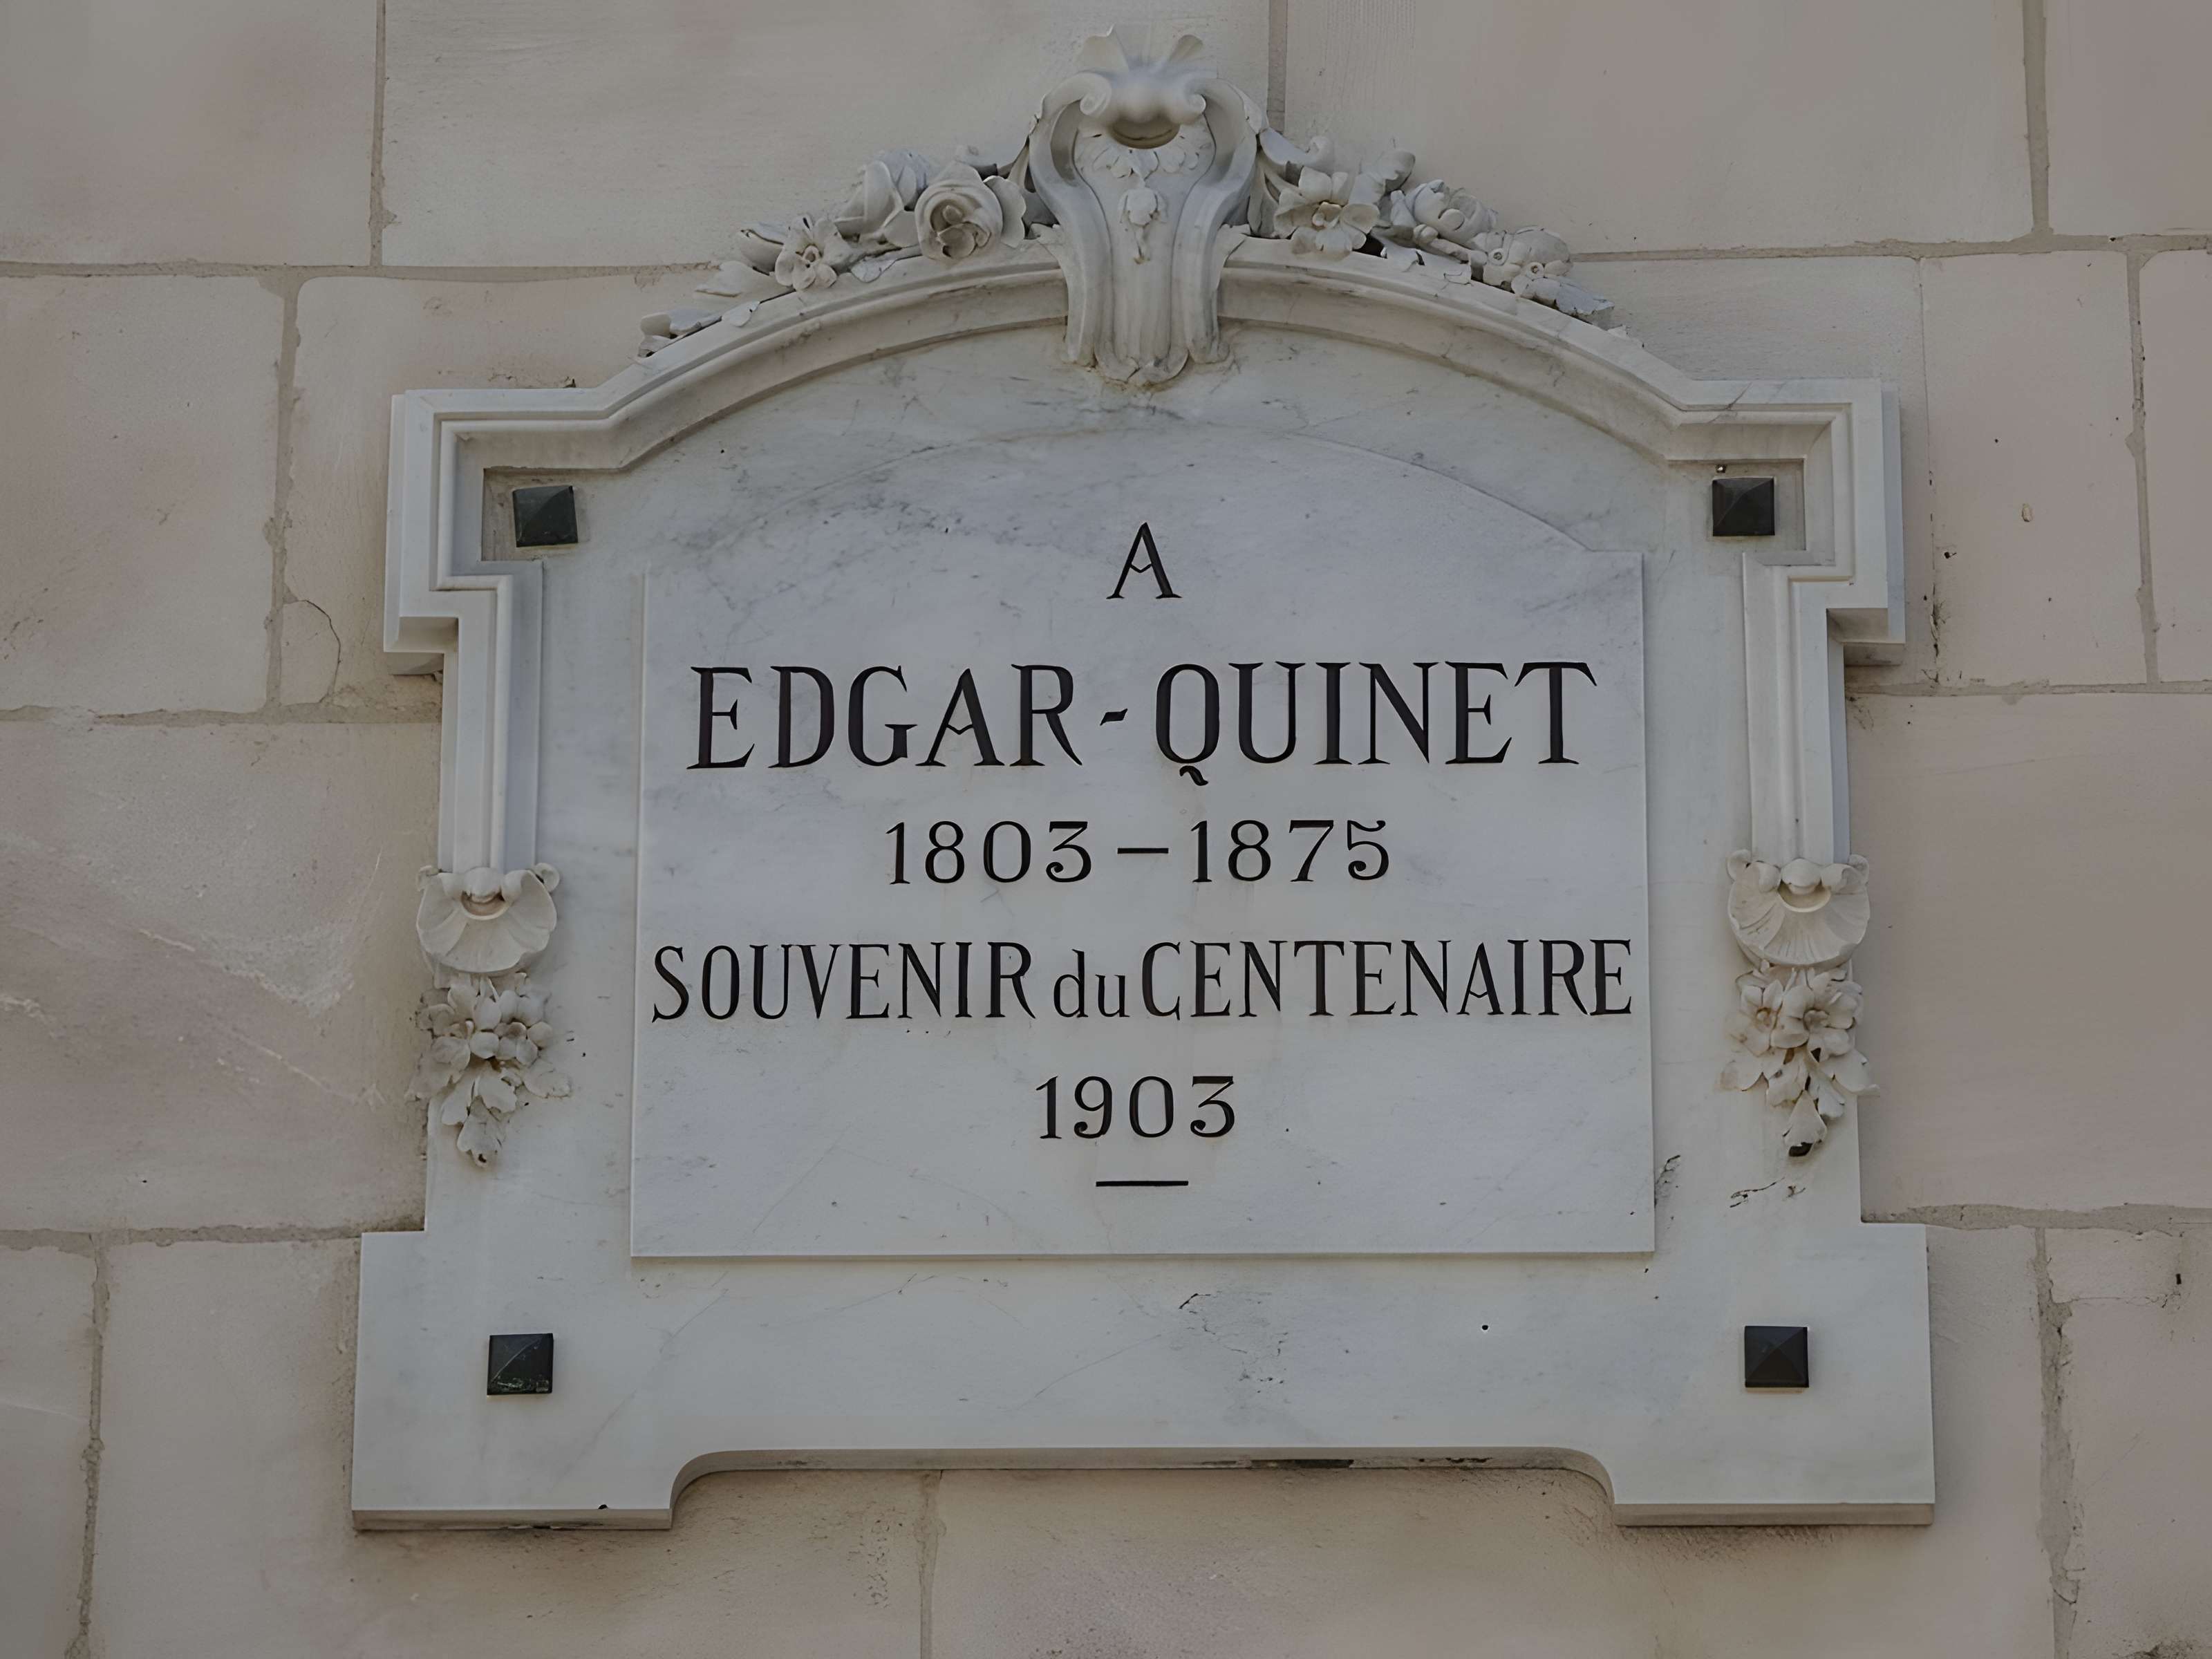 A
EDGAR-QUINET
1803-1875
SOUVENIR du CENTENAIRE
1903